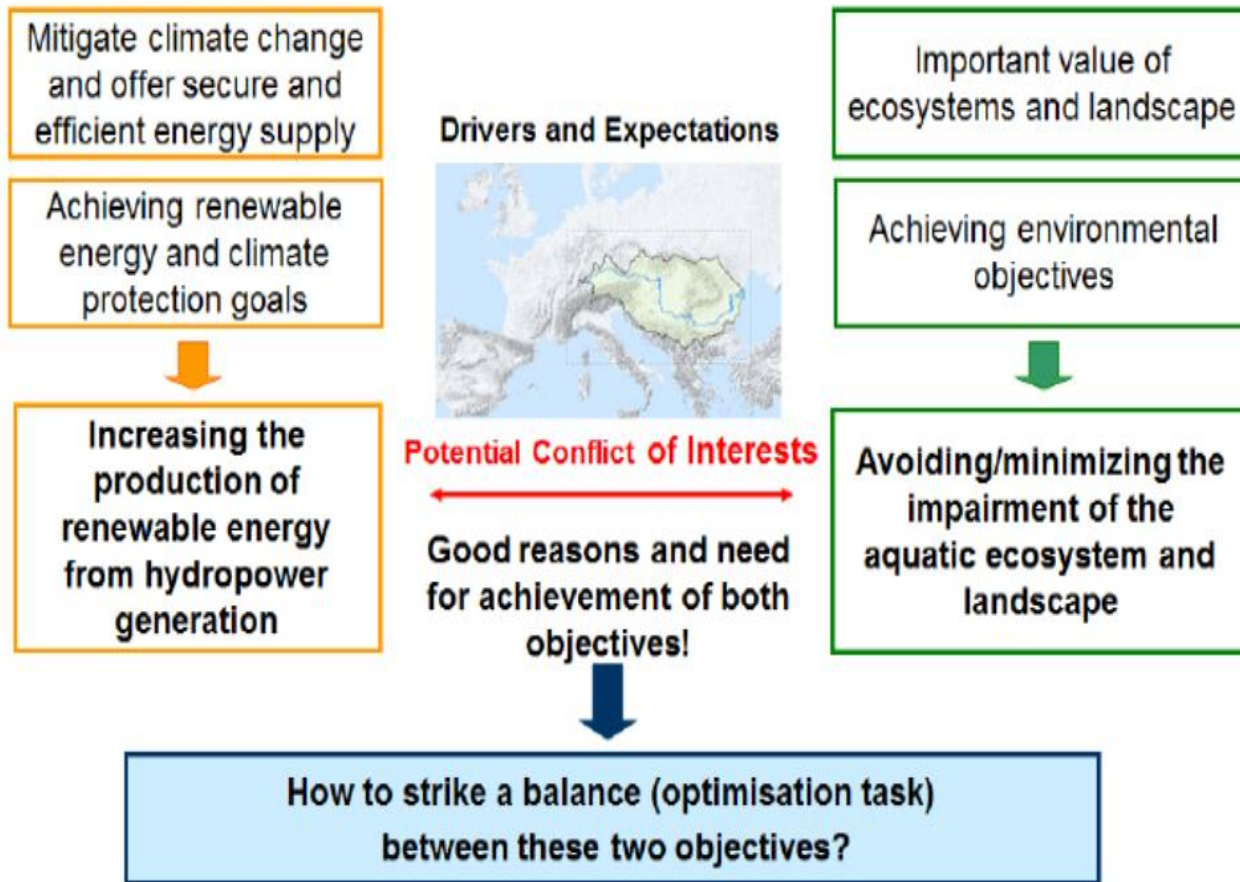 Mitigate climate change
and offer secure and
efficient energy supply
Achieving renewable
energy and climate
protection goals
Increasing the
production of
renewable energy
from hydropower
generation
Drivers and Expectations
Potential Conflict of Interests
Good reasons and need
for achievement of both
objectives!
Important value of
ecosystems and landscape
Achieving environmental
objectives
Avoiding/minimizing the
impairment of the
aquatic ecosystem and
landscape
How to strike a balance (optimisation task)
between these two objectives?